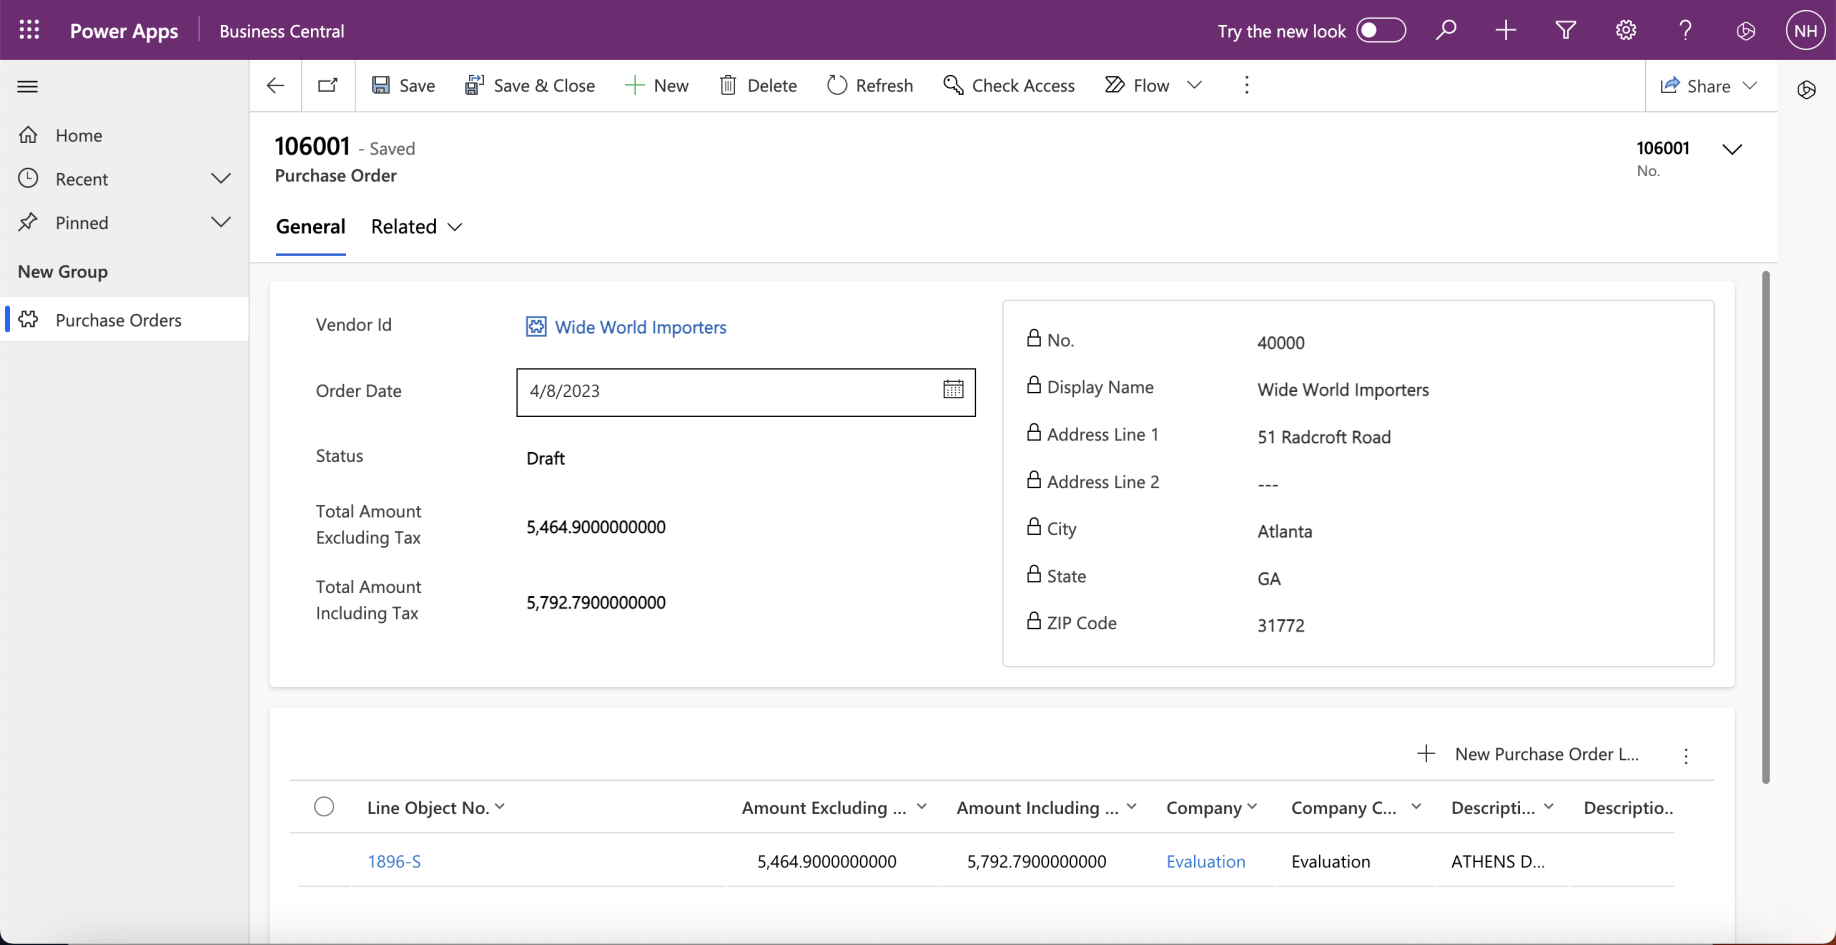 Power Apps
Business Central
Try the new look
NH
Save
Save & Close
New
Delete
Refresh
Check Access
Flow
Share
Home
Recent
Pinned
New Group
Purchase Orders
106001 - Saved
Purchase Order
106001
No.
General
Related
Vendor Id
Wide World Importers
Order Date
4/8/2023
Status
Draft
Total Amount
Excluding Tax
5,464.9000000000
Total Amount
Including Tax
5,792.7900000000
No.
40000
Display Name
Wide World Importers
Address Line 1
51 Radcroft Road
Address Line 2
---
City
Atlanta
State
GA
ZIP Code
31772
New Purchase Order L...
Line Object No.
Amount Excluding ...
Amount Including ...
Company
Company C...
Descripti...
Descriptio..
1896-S
5,464.9000000000
5,792.7900000000
Evaluation
Evaluation
ATHENS D...